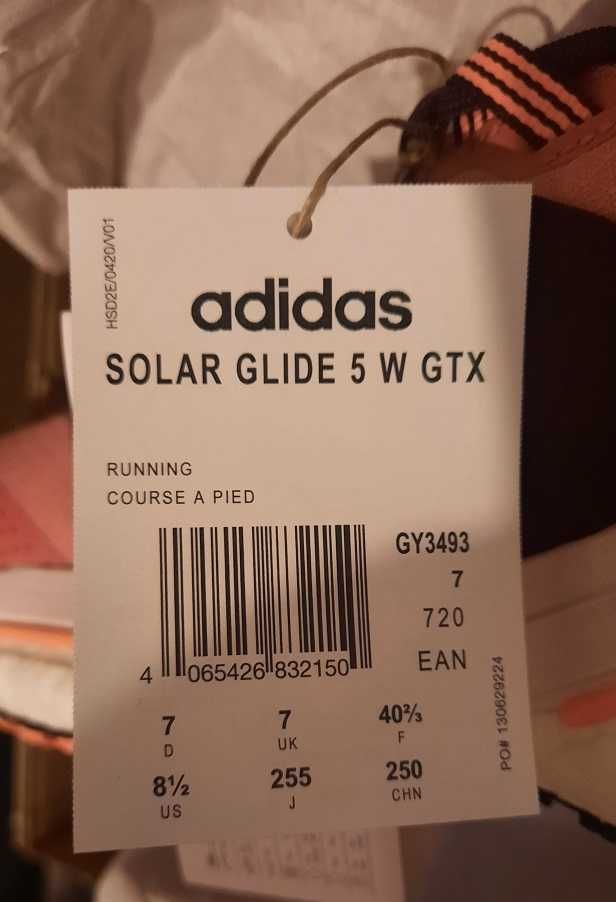 HSD2E/0420/V01
adidas
SOLAR GLIDE 5 W GTX
RUNNING
COURSE A PIED
GY3493
7
720
EAN
4 065426 832150
7 7 40⅔
D UK F
8½ 255 250
US J CHN
PO# 130629224